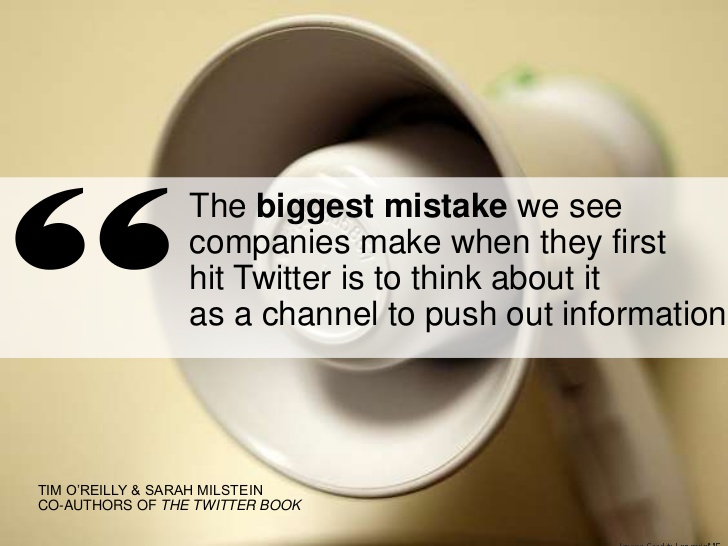 “
The biggest mistake we see
companies make when they first
hit Twitter is to think about it
as a channel to push out information
TIM O’REILLY & SARAH MILSTEIN
CO-AUTHORS OF THE TWITTER BOOK